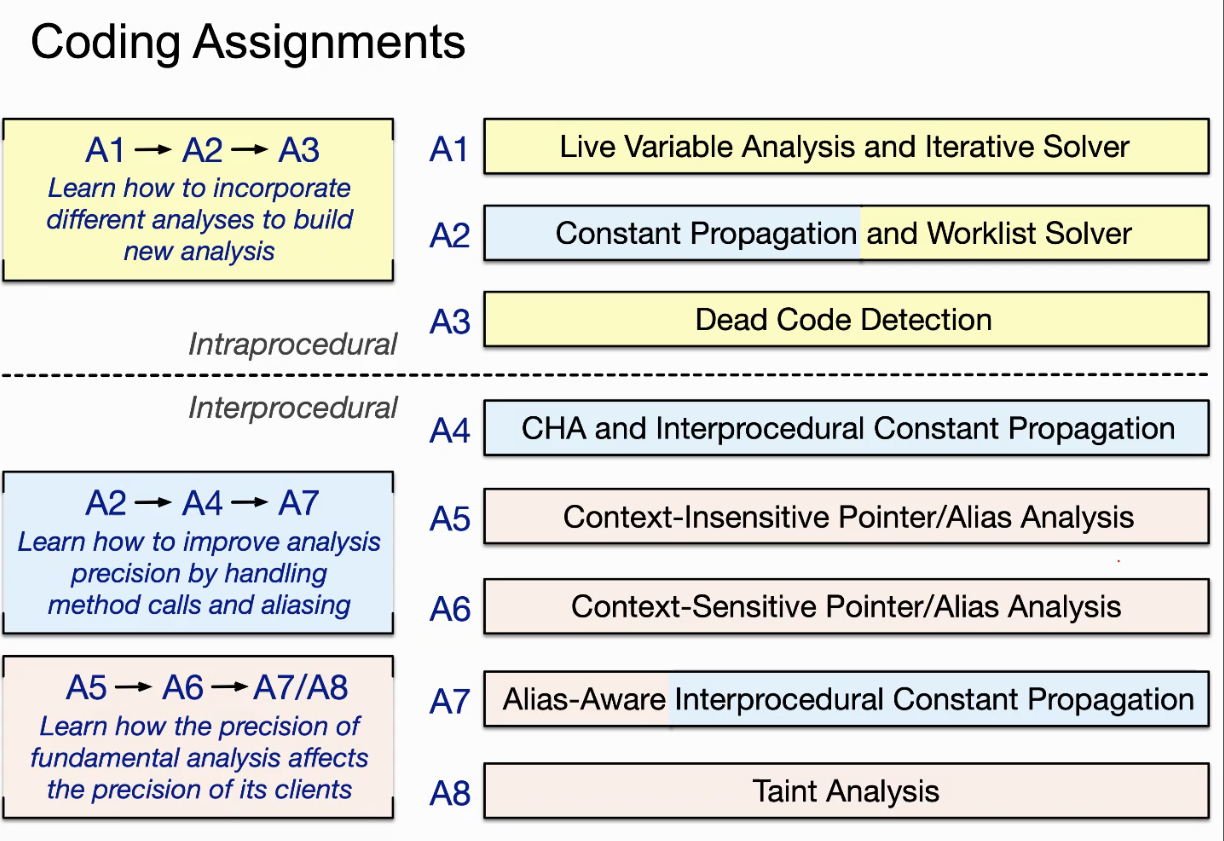 Coding Assignments
A1 → A2 → A3
Learn how to incorporate
different analyses to build
new analysis
A1
Live Variable Analysis and Iterative Solver
A2
Constant Propagation and Worklist Solver
A3
Dead Code Detection
Intraprocedural
Interprocedural
A4
CHA and Interprocedural Constant Propagation
A2 → A4 → A7
Learn how to improve analysis
precision by handling
method calls and aliasing
A5
Context-Insensitive Pointer/Alias Analysis
A6
Context-Sensitive Pointer/Alias Analysis
A5 → A6 → A7/A8
Learn how the precision of
fundamental analysis affects
the precision of its clients
A7
Alias-Aware Interprocedural Constant Propagation
A8
Taint Analysis